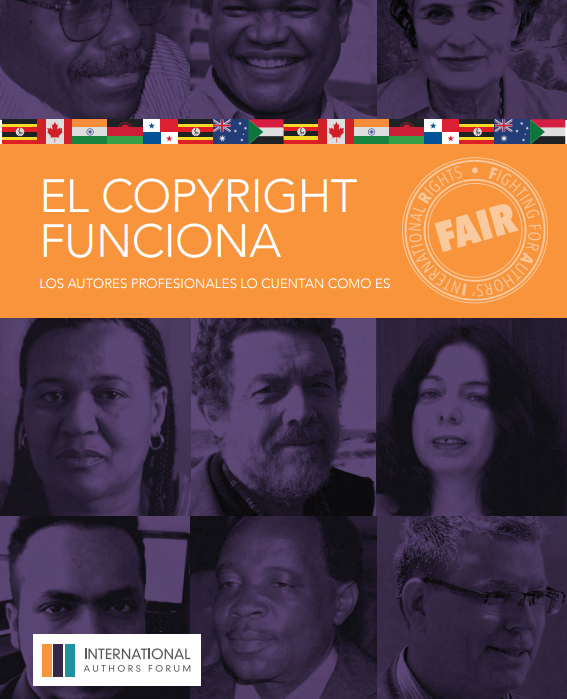 EL COPYRIGHT
FUNCIONA
LOS AUTORES PROFESIONALES LO CUENTAN COMO ES
FIGHTING FOR AUTHORS' INTERNATIONAL RIGHTS •
FAIR
INTERNATIONAL
AUTHORS FORUM